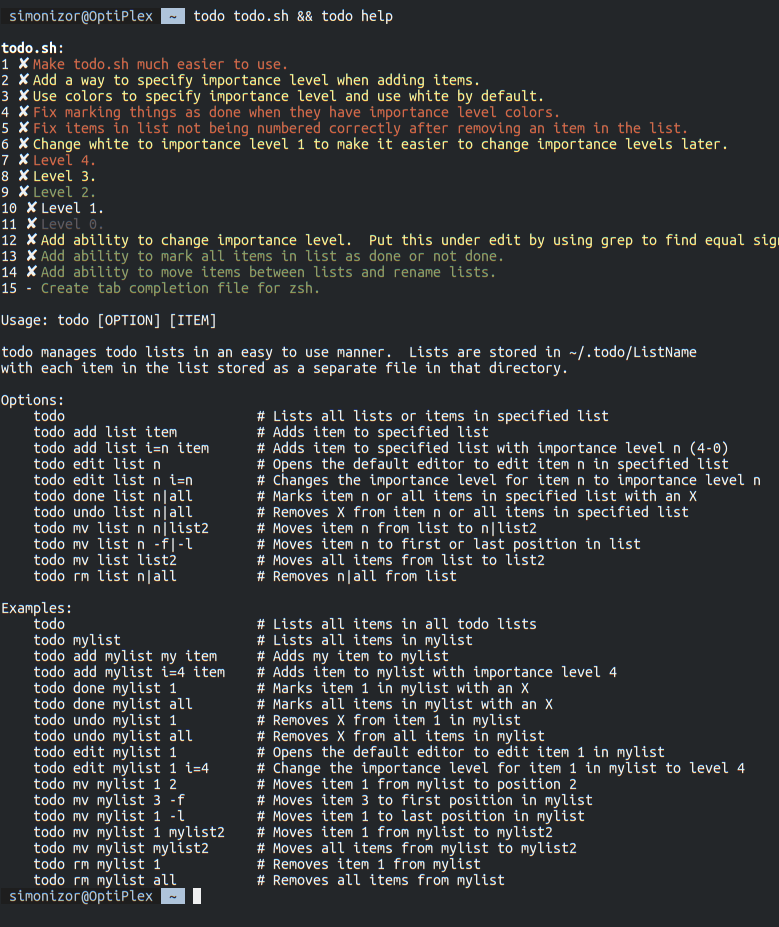 simonizor@OptiPlex ~ todo todo.sh && todo help
todo.sh:
1 ✘ Make todo.sh much easier to use.
2 ✘ Add a way to specify importance level when adding items.
3 ✘ Use colors to specify importance level and use white by default.
4 ✘ Fix marking things as done when they have importance level colors.
5 ✘ Fix items in list not being numbered correctly after removing an item in the list.
6 ✘ Change white to importance level 1 to make it easier to change importance levels later.
7 ✘ Level 4.
8 ✘ Level 3.
9 ✘ Level 2.
10 ✘ Level 1.
11 ✘ Level 0.
12 ✘ Add ability to change importance level.  Put this under edit by using grep to find equal sig
13 ✘ Add ability to mark all items in list as done or not done.
14 ✘ Add ability to move items between lists and rename lists.
15 - Create tab completion file for zsh.
Usage: todo [OPTION] [ITEM]
todo manages todo lists in an easy to use manner.  Lists are stored in ~/.todo/ListName
with each item in the list stored as a separate file in that directory.
Options:
todo                        # Lists all lists or items in specified list
todo add list item          # Adds item to specified list
todo add list i=n item      # Adds item to specified list with importance level n (4-0)
todo edit list n            # Opens the default editor to edit item n in specified list
todo edit list n i=n        # Changes the importance level for item n to importance level n
todo done list n|all        # Marks item n or all items in specified list with an X
todo undo list n|all        # Removes X from item n or all items in specified list
todo mv list n n|list2      # Moves item n from list to n|list2
todo mv list n -f|-l        # Moves item n to first or last position in list
todo mv list list2          # Moves all items from list to list2
todo rm list n|all          # Removes n|all from list
Examples:
todo                        # Lists all items in all todo lists
todo mylist                 # Lists all items in mylist
todo add mylist my item     # Adds my item to mylist
todo add mylist i=4 item    # Adds item to mylist with importance level 4
todo done mylist 1          # Marks item 1 in mylist with an X
todo done mylist all        # Marks all items in mylist with an X
todo undo mylist 1          # Removes X from item 1 in mylist
todo undo mylist all        # Removes X from all items in mylist
todo edit mylist 1          # Opens the default editor to edit item 1 in mylist
todo edit mylist 1 i=4      # Change the importance level for item 1 in mylist to level 4
todo mv mylist 1 2          # Moves item 1 from mylist to position 2
todo mv mylist 3 -f         # Moves item 3 to first position in mylist
todo mv mylist 1 -l         # Moves item 1 to last position in mylist
todo mv mylist 1 mylist2    # Moves item 1 from mylist to mylist2
todo mv mylist mylist2      # Moves all items from mylist to mylist2
todo rm mylist 1            # Removes item 1 from mylist
todo rm mylist all          # Removes all items from mylist
simonizor@OptiPlex ~